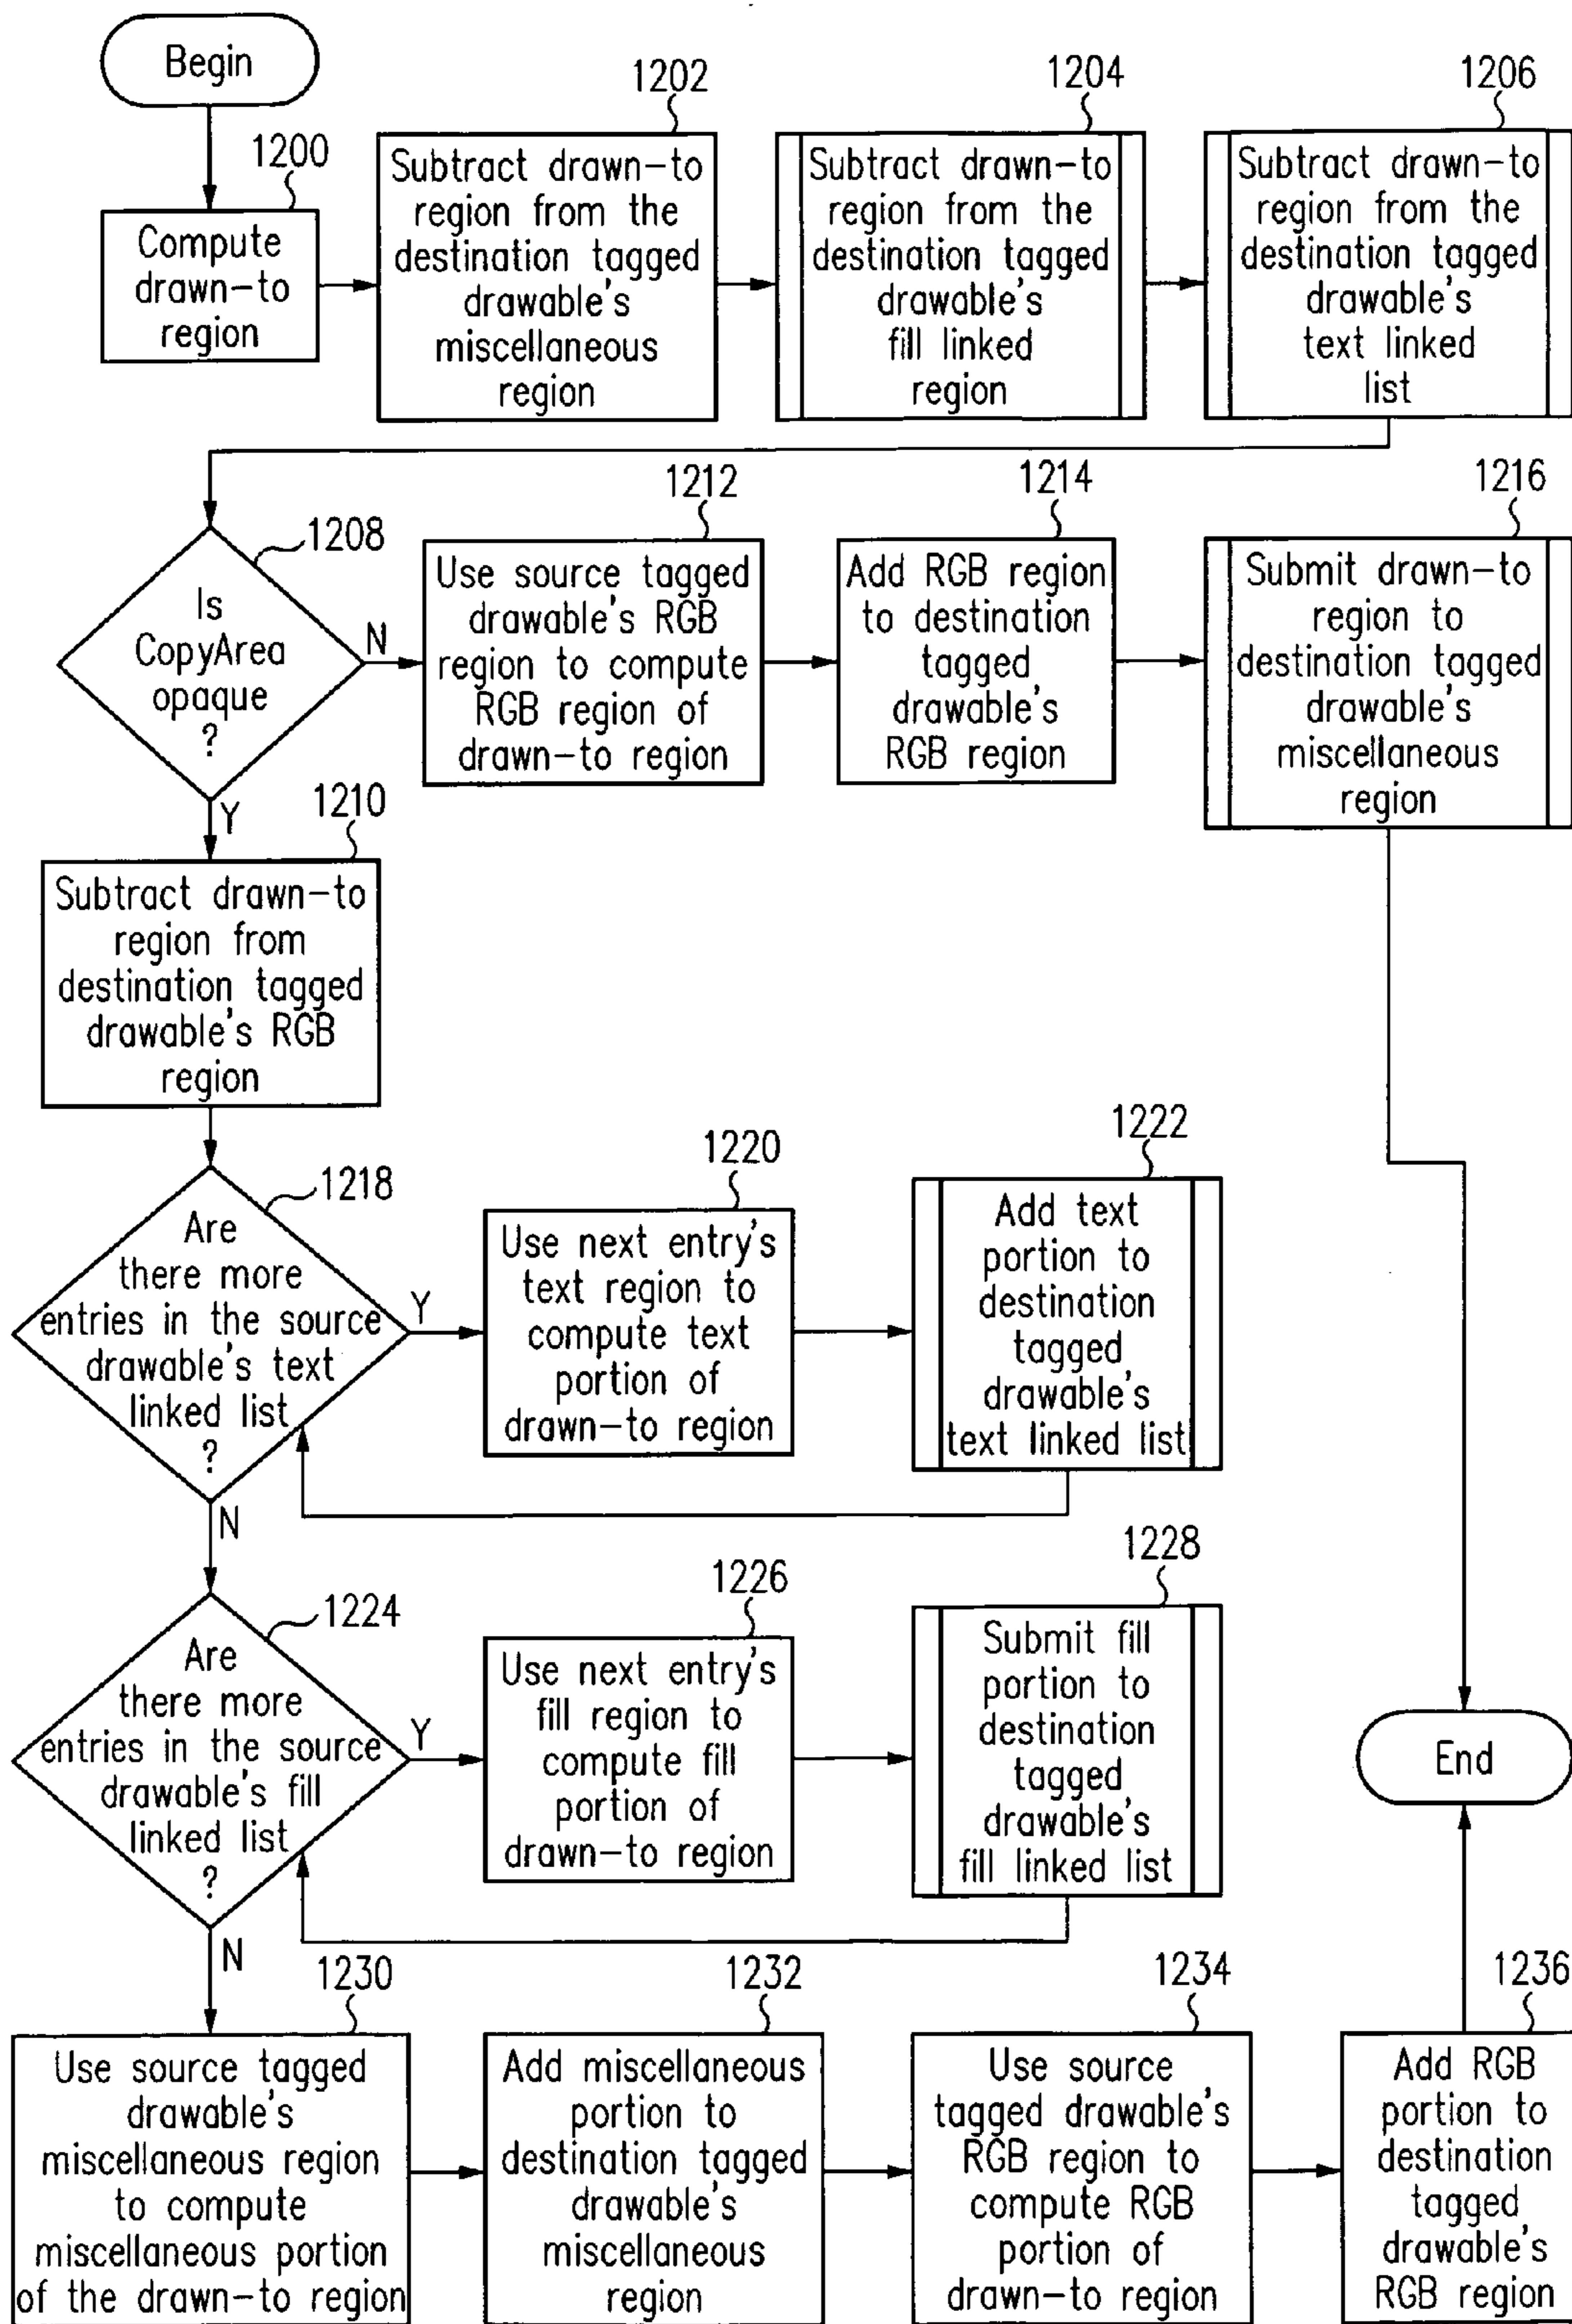 Begin
1200
Compute
drawn-to
region
1202
Subtract drawn-to
region from the
destination tagged
drawable's
miscellaneous
region
1204
Subtract drawn-to
region from the
destination tagged
drawable's
fill linked
region
1206
Subtract drawn-to
region from the
destination tagged
drawable's
text linked
list
1208
Is
CopyArea
opaque
?
N
Y
1212
Use source tagged
drawable's RGB
region to compute
RGB region of
drawn-to region
1214
Add RGB region
to destination
tagged
drawable's
RGB region
1216
Submit drawn-to
region to
destination tagged
drawable's
miscellaneous
region
1210
Subtract drawn-to
region from
destination tagged
drawable's RGB
region
1218
Are
there more
entries in the source
drawable's text
linked list
?
Y
N
1220
Use next entry's
text region to
compute text
portion of
drawn-to region
1222
Add text
portion to
destination
tagged
drawable's
text linked list
1224
Are
there more
entries in the source
drawable's fill
linked list
?
Y
N
1226
Use next entry's
fill region to
compute fill
portion of
drawn-to region
1228
Submit fill
portion to
destination
tagged
drawable's
fill linked list
End
1230
Use source tagged
drawable's
miscellaneous region
to compute
miscellaneous portion
of the drawn-to region
1232
Add miscellaneous
portion to
destination tagged
drawable's
miscellaneous
region
1234
Use source
tagged drawable's
RGB region to
compute RGB
portion of
drawn-to region
1236
Add RGB
portion to
destination
tagged
drawable's
RGB region